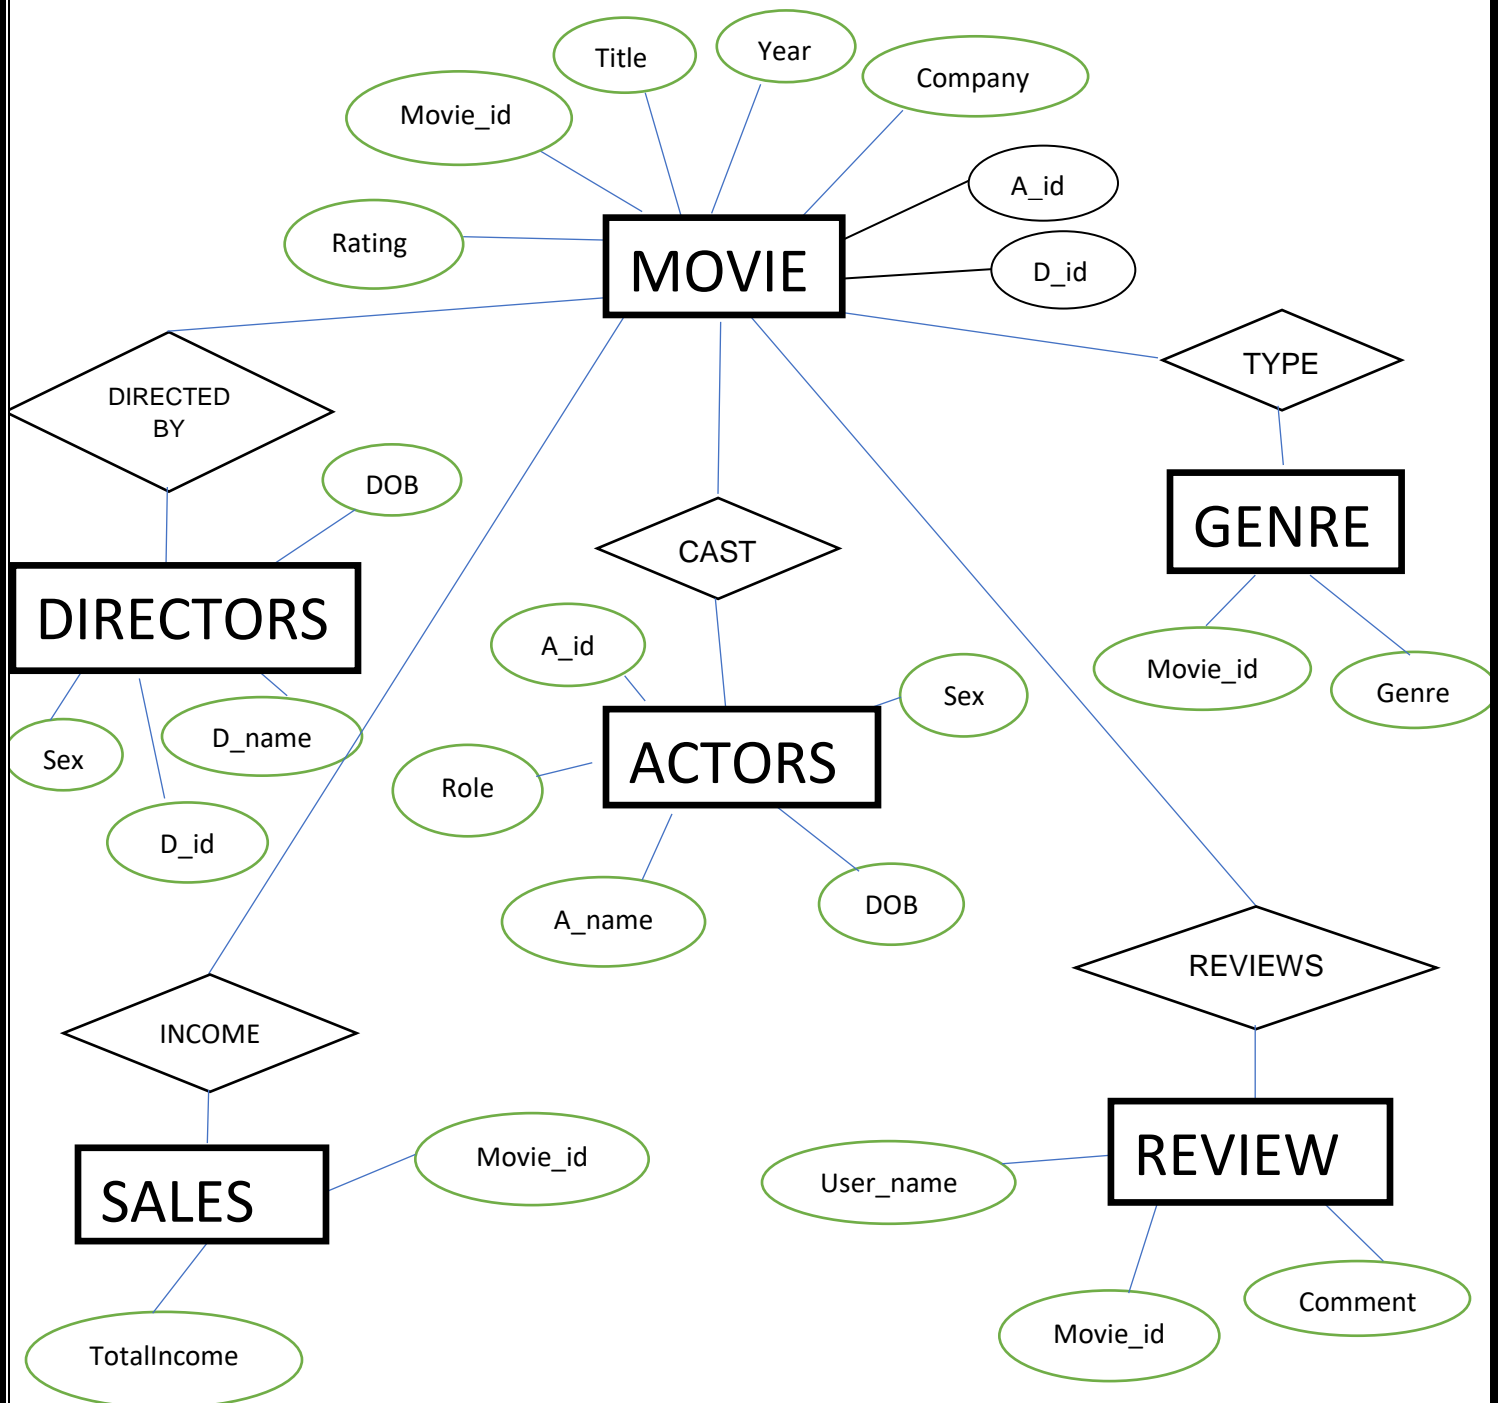 Title
Year
Company
Movie_id
A_id
Rating
MOVIE
D_id
TYPE
DIRECTED
BY
DOB
GENRE
CAST
DIRECTORS
A_id
Movie_id
Genre
Sex
D_name
Sex
ACTORS
Role
D_id
A_name
DOB
REVIEWS
INCOME
Movie_id
REVIEW
User_name
SALES
Comment
Movie_id
TotalIncome